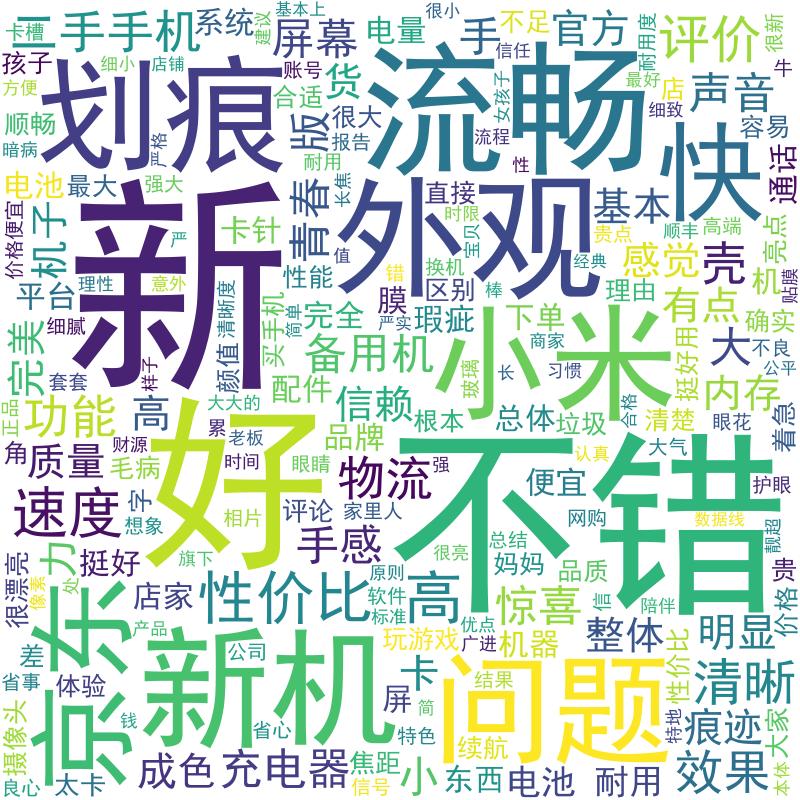 卡槽
二手手机
系统
建议
基本上
屏幕
电量
很小
信任
手
不足
官方
耐用度
评价
很新
牛
孩子
细小
店铺
账号
货
方便
划痕
合适
版
很大
报告
流畅
女孩子
最好
店
细致
声音
容易
顺畅
暗病
严格
耐用
长焦
流程
性
快
通话
电池
最大
强大
青春
直接
时限
宝贝
基本
顺丰
高端
亮点
价格便宜
机子
新
卡针
外观
值
贵点
感觉
壳
机
贴膜
严
性能
错
换机
经典
平台
理性
意外
清晰度
膜
区别
棒
理由
有点
确实
细腻
买手机
简单
完全
瑕疵
严实
下单
挺好用
大
不良
公平
完美
套套
样子
颜值
备用机
小米
商家
玻璃
长
习惯
配件
信赖
根本
总体
垃圾
合格
清楚
内存
着急
正品
功能
高
大大的
累
老板
品牌
不错
大气
眼花
角
质量
财源
时间
眼睛
物流
强
便宜
认真
护眼
毛病
字
好
想象
相片
评论
家里人
网购
数据线
靓超
速度
旗下
手感
很亮
总结
妈妈
很漂亮
像素
处
力
挺好
店家
性价比
原则
软件
标准
高
优点
品质
信
陪伴
惊喜
贵
价格
京东
产品
玩游戏
广进
机器
整体
明显
差
省事
体验
新机
公司
屏
卡
简
问题
结果
性价比
清晰
摄像头
钱
省心
特色
续航
特地
痕迹
大家
良心
太卡
成色
充电器
焦距
信号
小
东西
电池
耐用
效果
本体